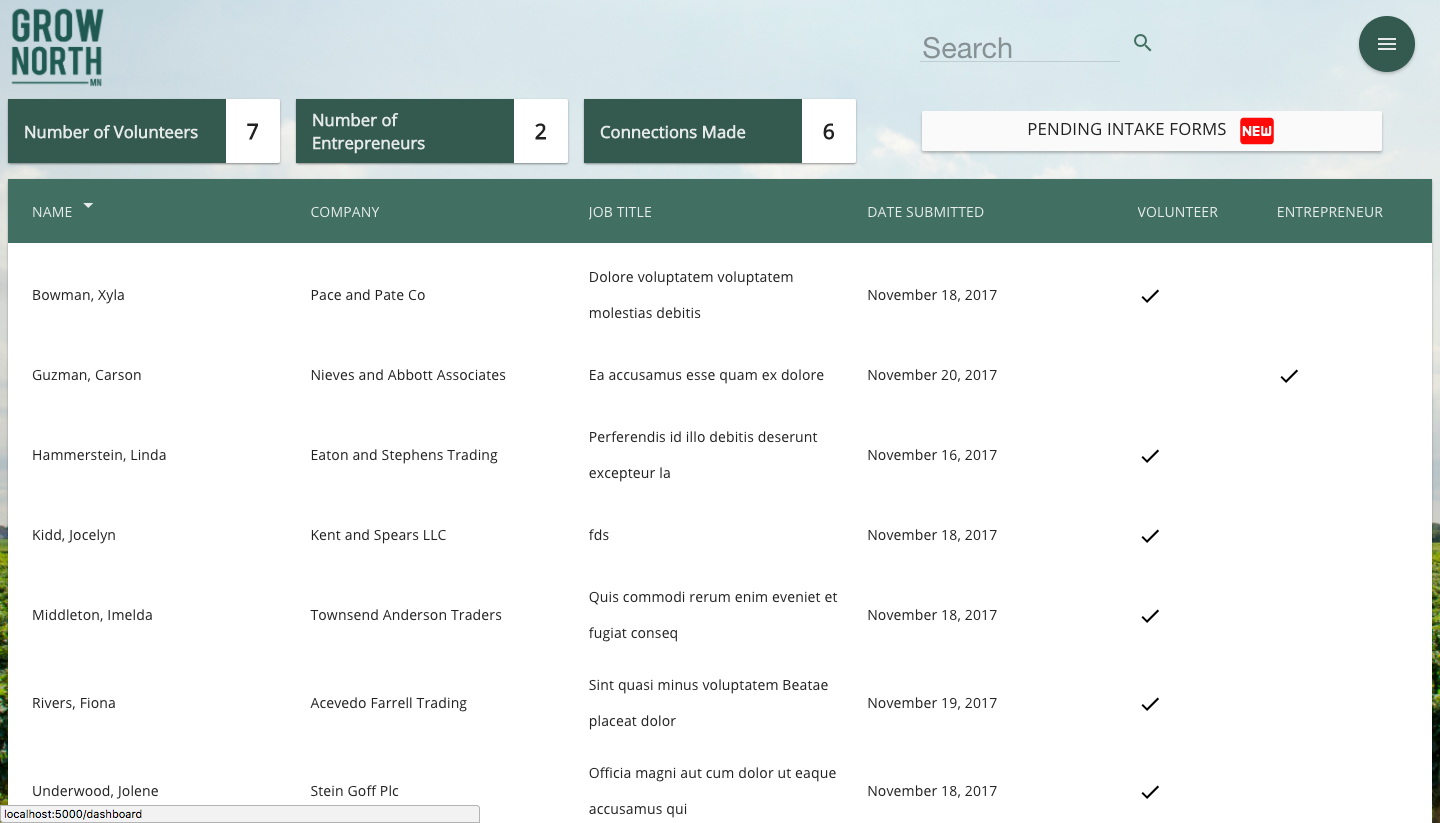 GROW
NORTH
MN
Search
Number of Volunteers 7
Number of
Entrepreneurs 2
Connections Made 6
PENDING INTAKE FORMS NEW
NAME COMPANY JOB TITLE DATE SUBMITTED VOLUNTEER ENTREPRENEUR
Bowman, Xyla Pace and Pate Co Dolore voluptatem voluptatem
molestias debitis November 18, 2017
Guzman, Carson Nieves and Abbott Associates Ea accusamus esse quam ex dolore November 20, 2017
Hammerstein, Linda Eaton and Stephens Trading Perferendis id illo debitis deserunt
excepteur la November 16, 2017
Kidd, Jocelyn Kent and Spears LLC fds November 18, 2017
Middleton, Imelda Townsend Anderson Traders Quis commodi rerum enim eveniet et
fugiat conseq November 18, 2017
Rivers, Fiona Acevedo Farrell Trading Sint quasi minus voluptatem Beatae
placeat dolor November 19, 2017
Underwood, Jolene Stein Goff Plc Officia magni aut cum dolor ut eaque
accusamus qui November 18, 2017
localhost:5000/dashboard